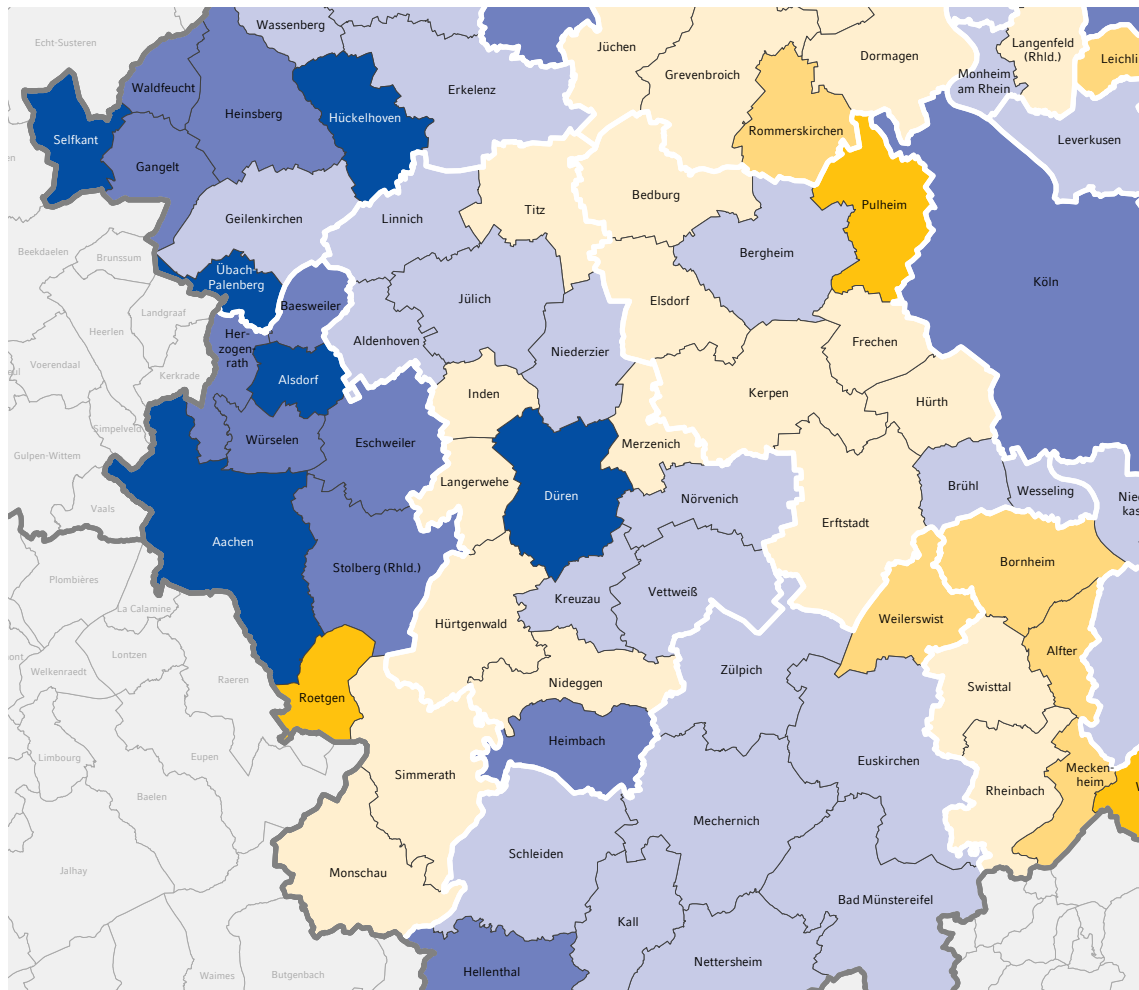 Echt-Susteren
Wassenberg
Jüchen
Dormagen
Langenfeld
(Rhld.)
Leichli
Grevenbroich
Monheim
am Rhein
Waldfeucht
Erkelenz
Heinsberg
Hückelhoven
Rommerskirchen
Selfkant
Leverkusen
en
Gangelt
Bedburg
Pulheim
Titz
Geilenkirchen
Linnich
Beekdaelen
Brunssum
Bergheim
Übach-
Palenberg
Köln
Jülich
Elsdorf
Baesweiler
Landgraaf
Heerlen
Her-
zogen-
rath
Aldenhoven
Frechen
Niederzier
Voerendaal
eul
Kerkrade
Alsdorf
Inden
Kerpen
Hürth
Simpelveld
Würselen
Eschweiler
Merzenich
Gulpen-Wittem
Langerwehe
Düren
Nörvenich
Brühl
Wesseling
Nied
kas
Vaals
Erftstadt
Aachen
Bornheim
Plombières
Stolberg (Rhld.)
Kreuzau
Vettweiß
La Calamine
Hürtgenwald
Weilerswist
Alfter
Lontzen
mont
Welkenraedt
Raeren
Zülpich
Nideggen
Swisttal
Roetgen
Heimbach
Limbourg
Eupen
Euskirchen
Simmerath
Mecken-
heim
W
Baelen
Rheinbach
Mechernich
Schleiden
Jalhay
Monschau
Bad Münstereifel
Kall
Nettersheim
Waimes
Butgenbach
Hellenthal